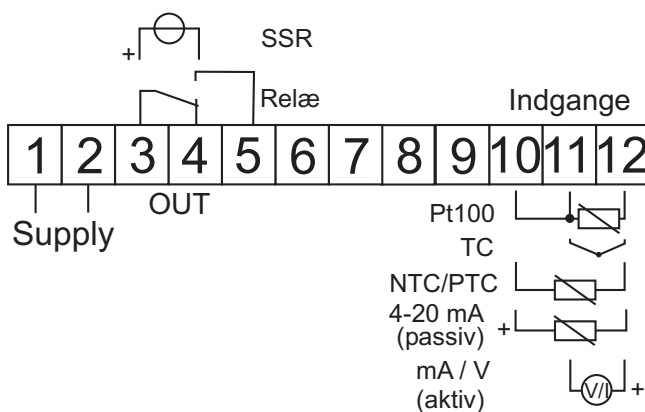 +
SSR
Relæ
Indgange
1 2 3 4 5 6 7 8 9 10 11 12
OUT
Supply
Pt100
TC
NTC/PTC
4-20 mA
(passiv) +
mA / V
(aktiv) V/I +